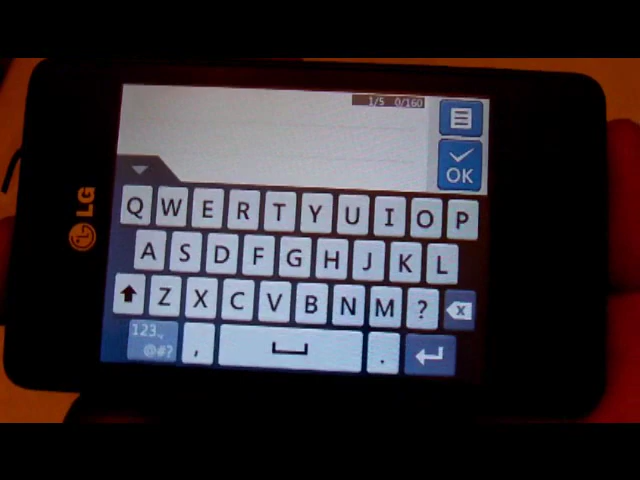 1/5 0/160
OK
LG
Q W E R T Y U I O P
A S D F G H J K L
Z X C V B N M ?
123.,
@#? , .